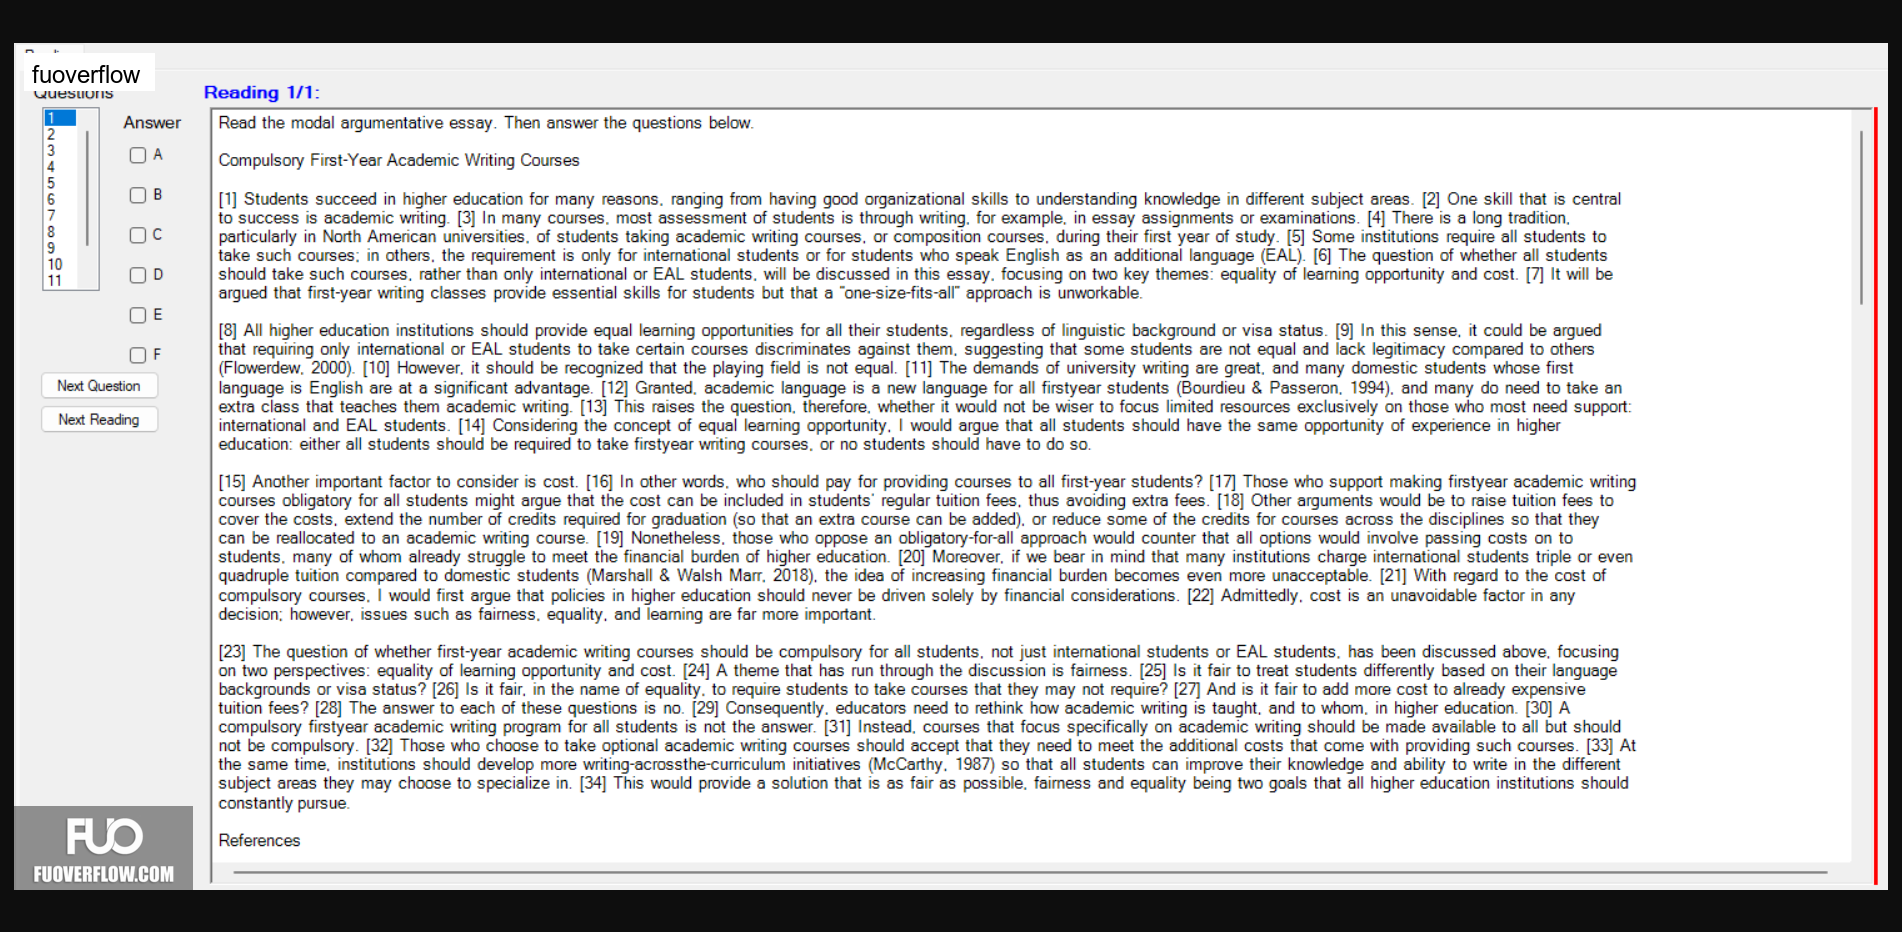 fuoverflow
Questions
Reading 1/1:
1
2
3
4
5
6
7
8
9
10
11
Answer
A
B
C
D
E
F
Next Question
Next Reading
Read the modal argumentative essay. Then answer the questions below.
Compulsory First-Year Academic Writing Courses
[1] Students succeed in higher education for many reasons, ranging from having good organizational skills to understanding knowledge in different subject areas. [2] One skill that is central
to success is academic writing. [3] In many courses, most assessment of students is through writing, for example, in essay assignments or examinations. [4] There is a long tradition,
particularly in North American universities, of students taking academic writing courses, or composition courses, during their first year of study. [5] Some institutions require all students to
take such courses; in others, the requirement is only for international students or for students who speak English as an additional language (EAL). [6] The question of whether all students
should take such courses, rather than only international or EAL students, will be discussed in this essay, focusing on two key themes: equality of learning opportunity and cost. [7] It will be
argued that first-year writing classes provide essential skills for students but that a "one-size-fits-all" approach is unworkable.
[8] All higher education institutions should provide equal learning opportunities for all their students, regardless of linguistic background or visa status. [9] In this sense, it could be argued
that requiring only international or EAL students to take certain courses discriminates against them, suggesting that some students are not equal and lack legitimacy compared to others
(Flowerdew, 2000). [10] However, it should be recognized that the playing field is not equal. [11] The demands of university writing are great, and many domestic students whose first
language is English are at a significant advantage. [12] Granted, academic language is a new language for all firstyear students (Bourdieu & Passeron, 1994), and many do need to take an
extra class that teaches them academic writing. [13] This raises the question, therefore, whether it would not be wiser to focus limited resources exclusively on those who most need support:
international and EAL students. [14] Considering the concept of equal learning opportunity, I would argue that all students should have the same opportunity of experience in higher
education: either all students should be required to take firstyear writing courses, or no students should have to do so.
[15] Another important factor to consider is cost. [16] In other words, who should pay for providing courses to all first-year students? [17] Those who support making firstyear academic writing
courses obligatory for all students might argue that the cost can be included in students' regular tuition fees, thus avoiding extra fees. [18] Other arguments would be to raise tuition fees to
cover the costs, extend the number of credits required for graduation (so that an extra course can be added), or reduce some of the credits for courses across the disciplines so that they
can be reallocated to an academic writing course. [19] Nonetheless, those who oppose an obligatory-for-all approach would counter that all options would involve passing costs on to
students, many of whom already struggle to meet the financial burden of higher education. [20] Moreover, if we bear in mind that many institutions charge international students triple or even
quadruple tuition compared to domestic students (Marshall & Walsh Marr, 2018), the idea of increasing financial burden becomes even more unacceptable. [21] With regard to the cost of
compulsory courses, I would first argue that policies in higher education should never be driven solely by financial considerations. [22] Admittedly, cost is an unavoidable factor in any
decision; however, issues such as fairness, equality, and learning are far more important.
[23] The question of whether first-year academic writing courses should be compulsory for all students, not just international students or EAL students, has been discussed above, focusing
on two perspectives: equality of learning opportunity and cost. [24] A theme that has run through the discussion is fairness. [25] Is it fair to treat students differently based on their language
backgrounds or visa status? [26] Is it fair, in the name of equality, to require students to take courses that they may not require? [27] And is it fair to add more cost to already expensive
tuition fees? [28] The answer to each of these questions is no. [29] Consequently, educators need to rethink how academic writing is taught, and to whom, in higher education. [30] A
compulsory firstyear academic writing program for all students is not the answer. [31] Instead, courses that focus specifically on academic writing should be made available to all but should
not be compulsory. [32] Those who choose to take optional academic writing courses should accept that they need to meet the additional costs that come with providing such courses. [33] At
the same time, institutions should develop more writing-acrossthe-curriculum initiatives (McCarthy, 1987) so that all students can improve their knowledge and ability to write in the different
subject areas they may choose to specialize in. [34] This would provide a solution that is as fair as possible, fairness and equality being two goals that all higher education institutions should
constantly pursue.
References
FUO
FUOVERFLOW.COM